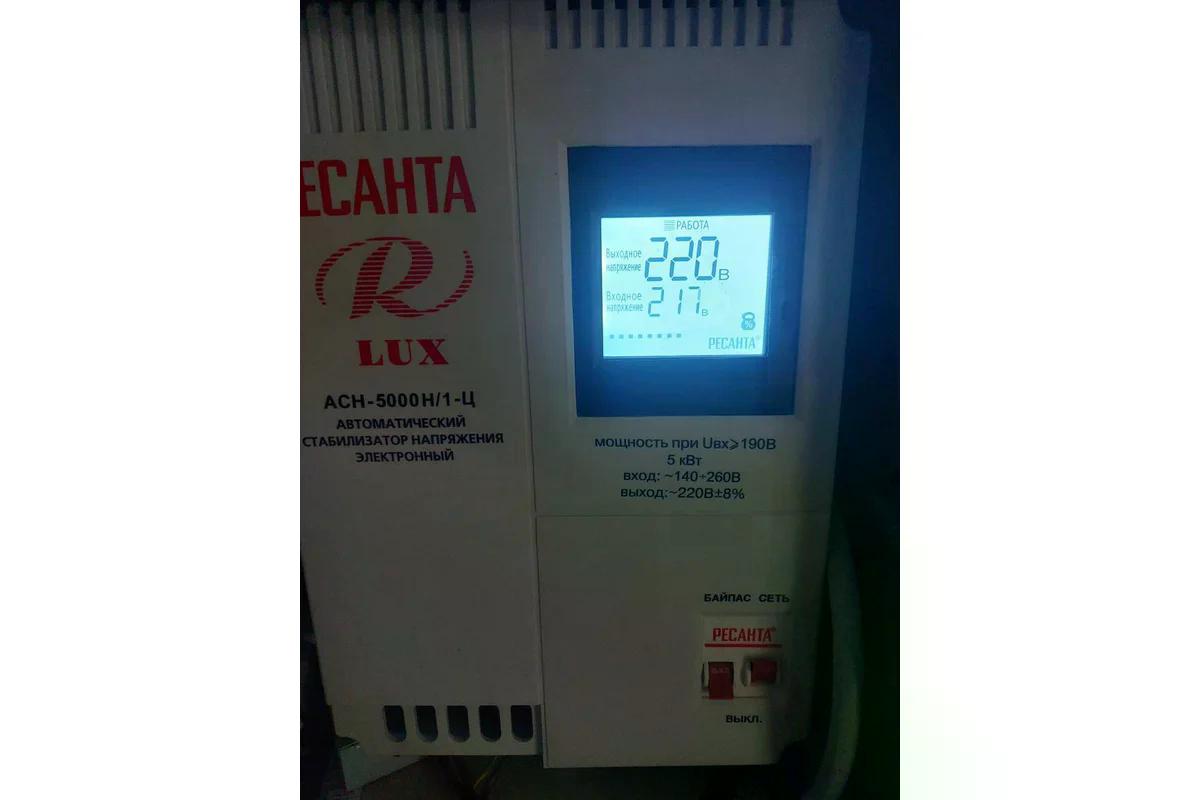 ЕСАНТА
R
LUX
АСН-5000Н/1-Ц
АВТОМАТИЧЕСКИЙ
СТАБИЛИЗАТОР НАПРЯЖЕНИЯ
ЭЛЕКТРОННЫЙ
РАБОТА
Выходное
напряжение
220 В
Входное
напряжение
217 В
%
РЕСАНТА®
мощность при Uвх⩾190В
5 кВт
вход: ~140÷260В
выход:~220В±8%
БАЙПАС СЕТЬ
РЕСАНТА®
ВЫКЛ.